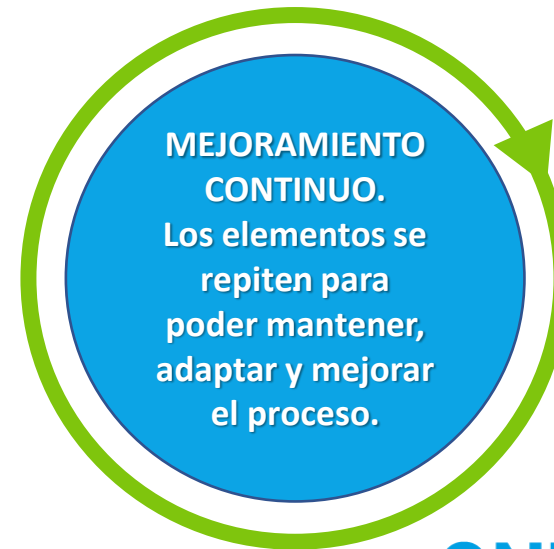 MEJORAMIENTO
CONTINUO.
Los elementos se
repiten para
poder mantener,
adaptar y mejorar
el proceso.